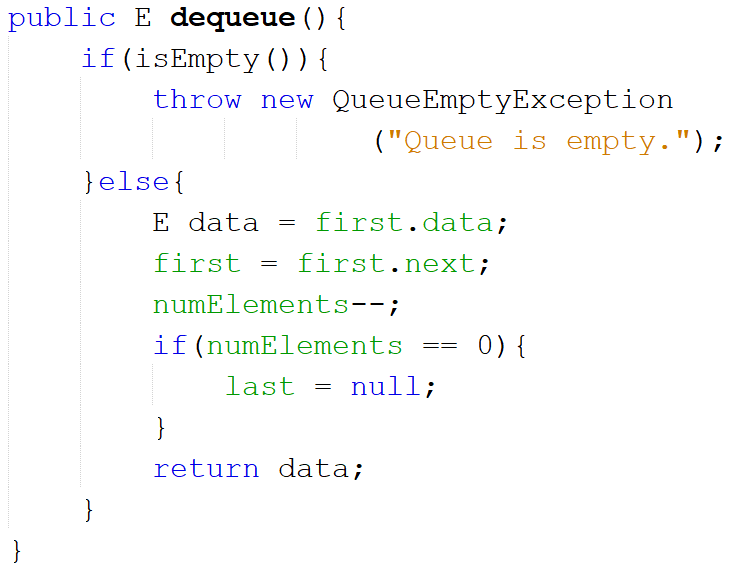 public E dequeue(){
    if(isEmpty()){
        throw new QueueEmptyException
                    ("Queue is empty.");
    }else{
        E data = first.data;
        first = first.next;
        numElements--;
        if(numElements == 0){
            last = null;
        }
        return data;
    }
}